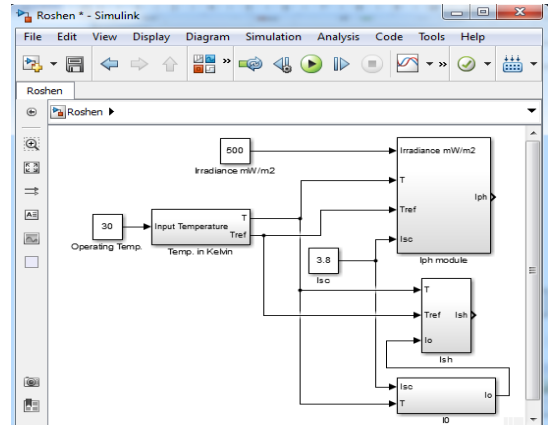 Roshen * - Simulink
File Edit View Display Diagram Simulation Analysis Code Tools Help
» »
Roshen
Roshen
500
Irradiance mW/m2
Irradiance mW/m2
T
Tref
Isc
Iph
Iph module
30
Operating Temp.
Input Temperature
T
Tref
Temp. in Kelvin
3.8
Isc
T
Tref
Io
Ish
Ish
Isc
T
Io
I0